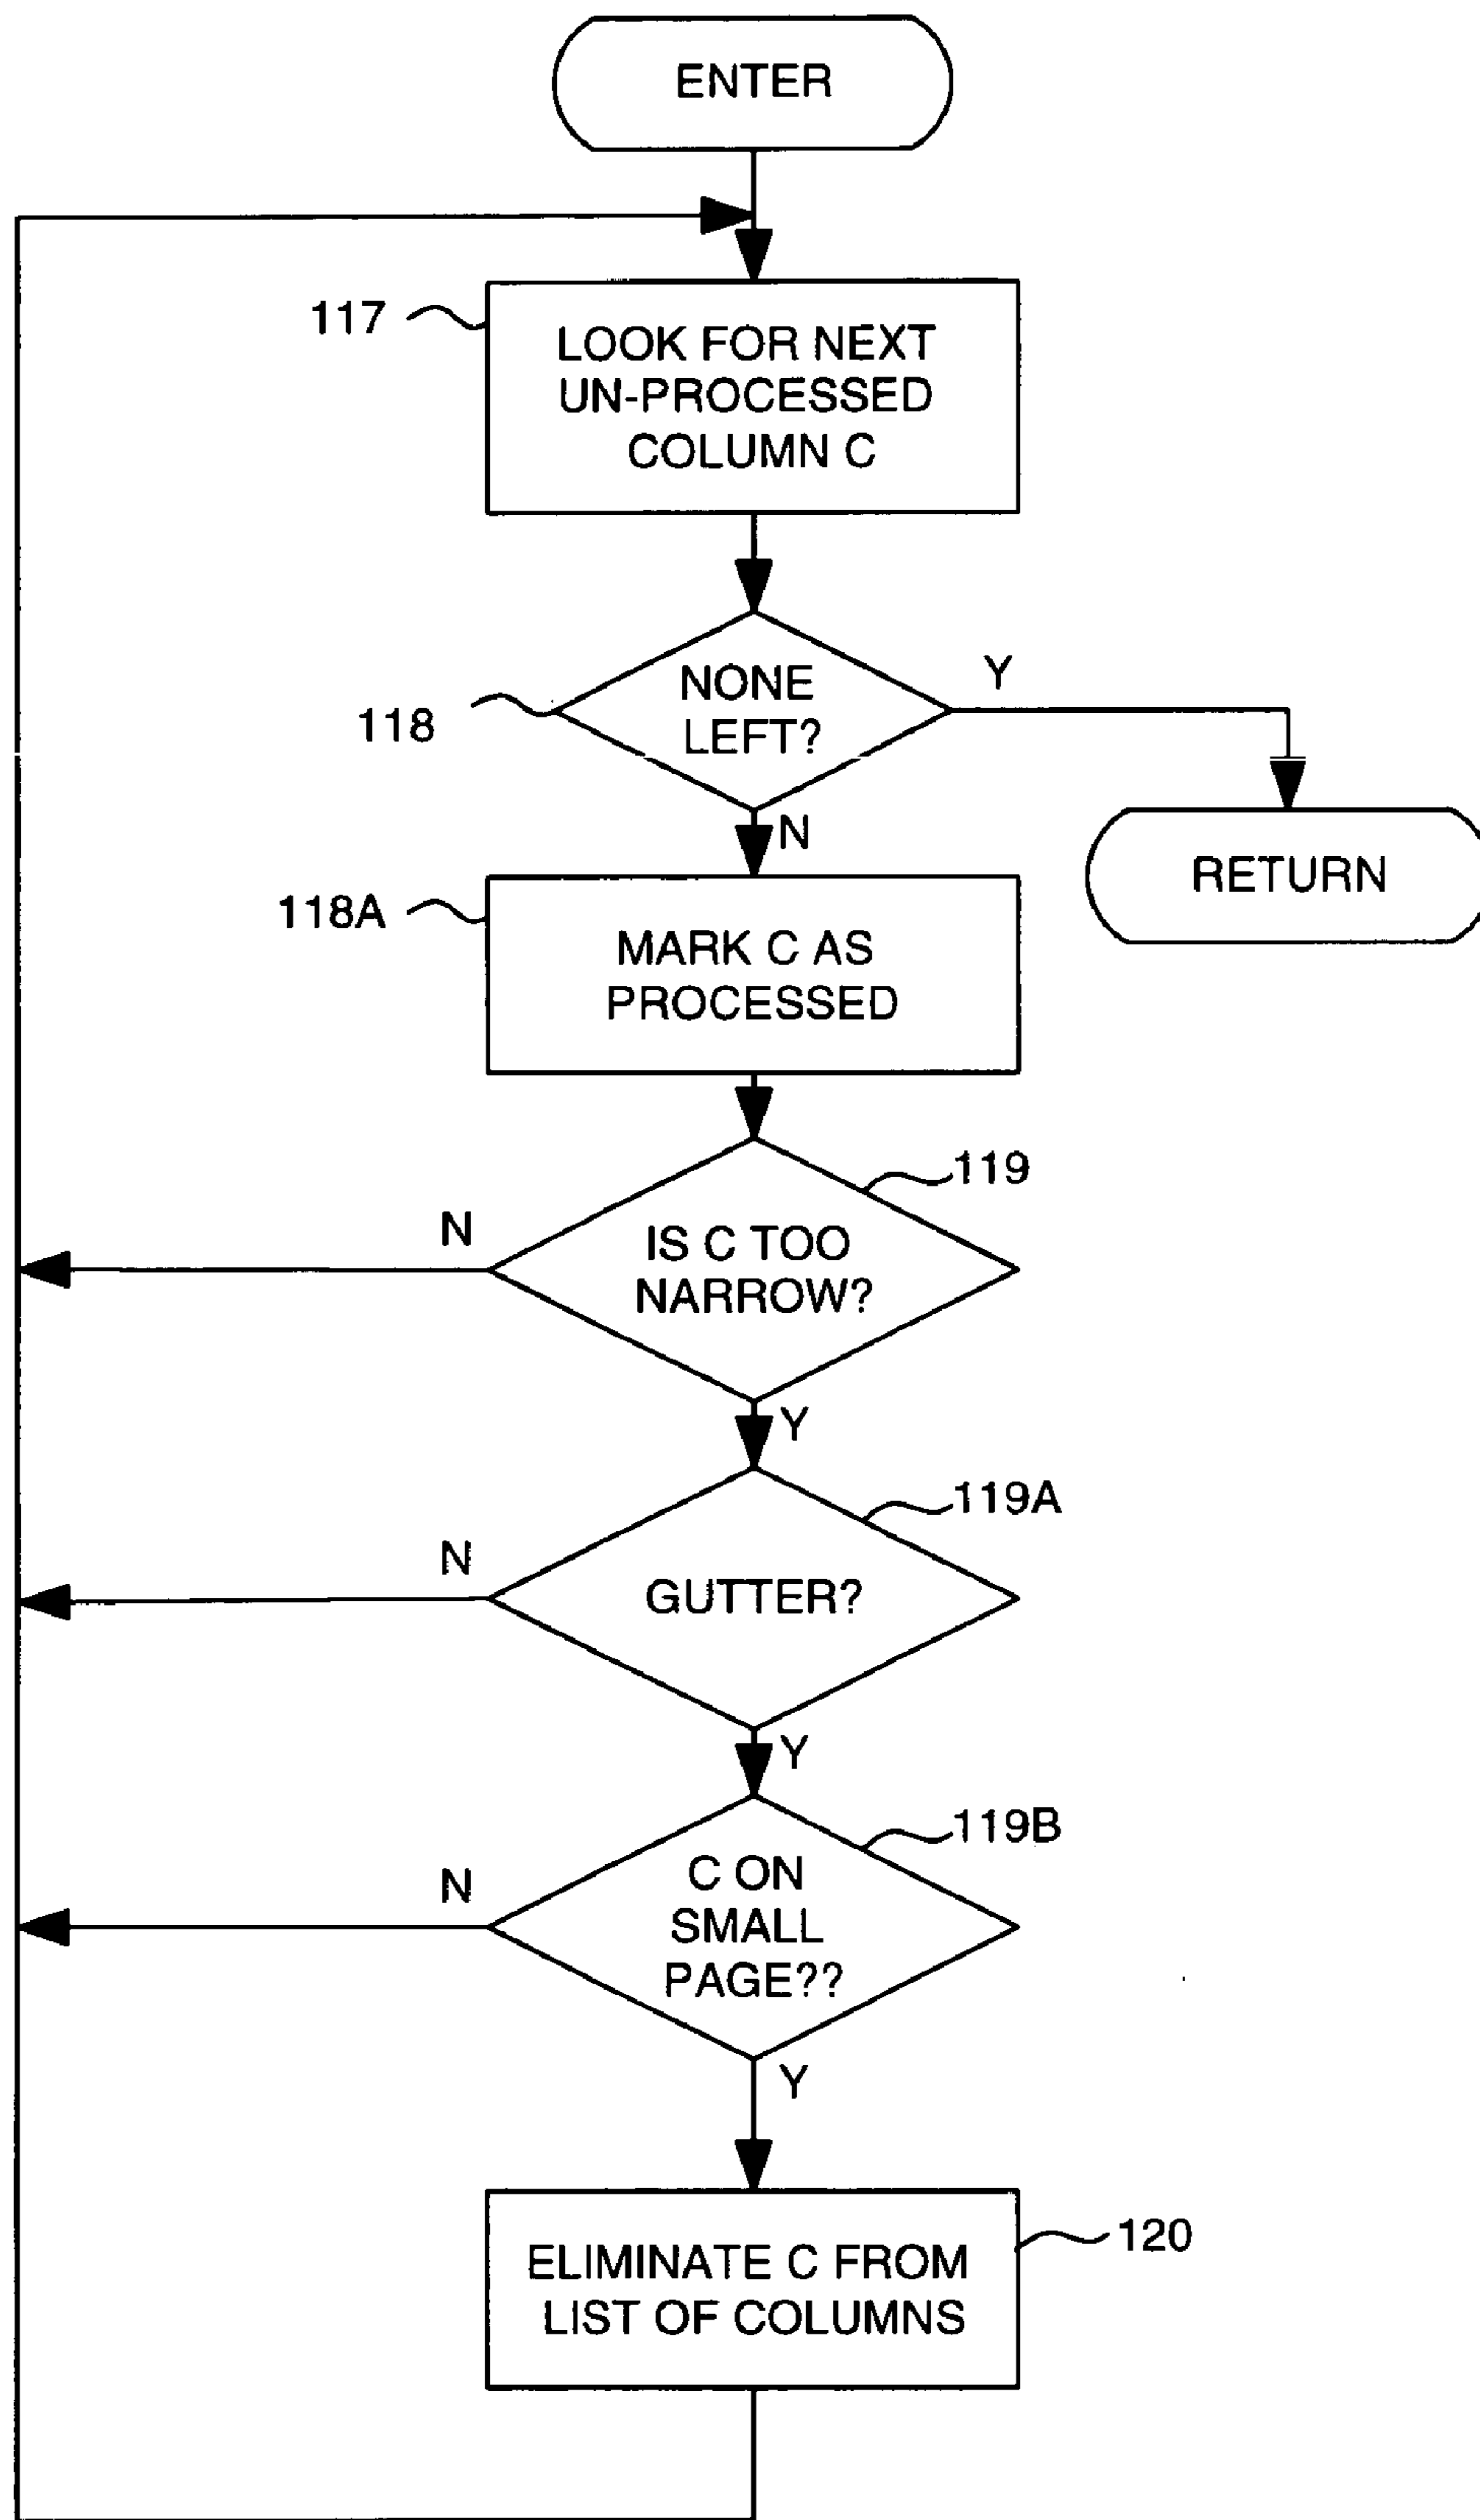 ENTER
117
LOOK FOR NEXT
UN-PROCESSED
COLUMN C
118
NONE
LEFT?
Y
N
RETURN
118A
MARK C AS
PROCESSED
119
N
IS C TOO
NARROW?
Y
119A
N
GUTTER?
Y
119B
N
C ON
SMALL
PAGE??
Y
ELIMINATE C FROM
LIST OF COLUMNS
120